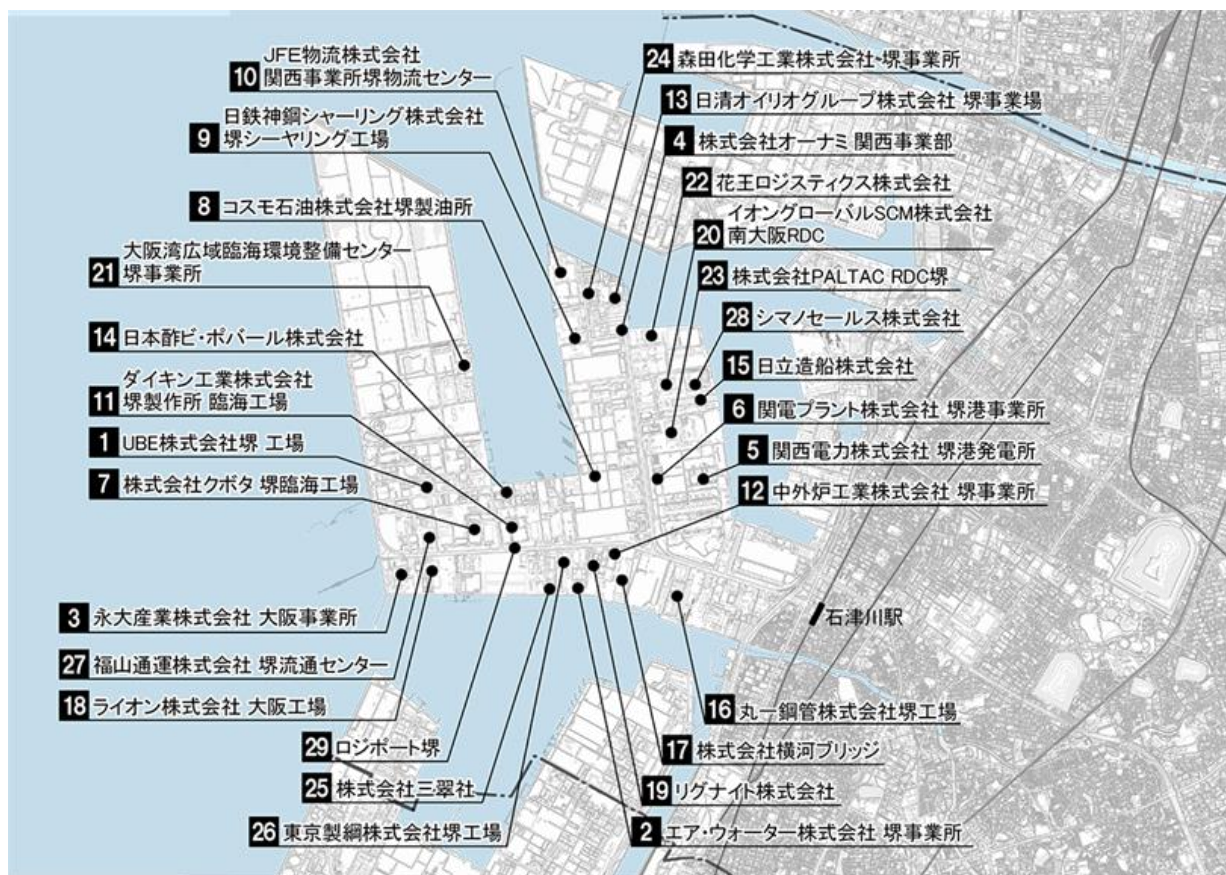 JFE物流株式会社
10 関西事業所堺物流センター
日鉄神鋼シャーリング株式会社
9 堺シーヤリング工場
8 コスモ石油株式会社堺製油所
大阪湾広域臨海環境整備センター
21 堺事業所
14 日本酢ビ・ポバール株式会社
ダイキン工業株式会社
11 堺製作所 臨海工場
1 UBE株式会社堺 工場
7 株式会社クボタ 堺臨海工場
3 永大産業株式会社 大阪事業所
27 福山通運株式会社 堺流通センター
18 ライオン株式会社 大阪工場
29 ロジポート堺
25 株式会社三翠社
26 東京製綱株式会社堺工場
24 森田化学工業株式会社 堺事業所
13 日清オイリオグループ株式会社 堺事業場
4 株式会社オーナミ 関西事業部
22 花王ロジスティクス株式会社
イオングローバルSCM株式会社
20 南大阪RDC
23 株式会社PALTAC RDC堺
28 シマノセールス株式会社
15 日立造船株式会社
6 関電プラント株式会社 堺港事業所
5 関西電力株式会社 堺港発電所
12 中外炉工業株式会社 堺事業所
石津川駅
16 丸一鋼管株式会社堺工場
17 株式会社横河ブリッジ
19 リグナイト株式会社
2 エア・ウォーター株式会社 堺事業所